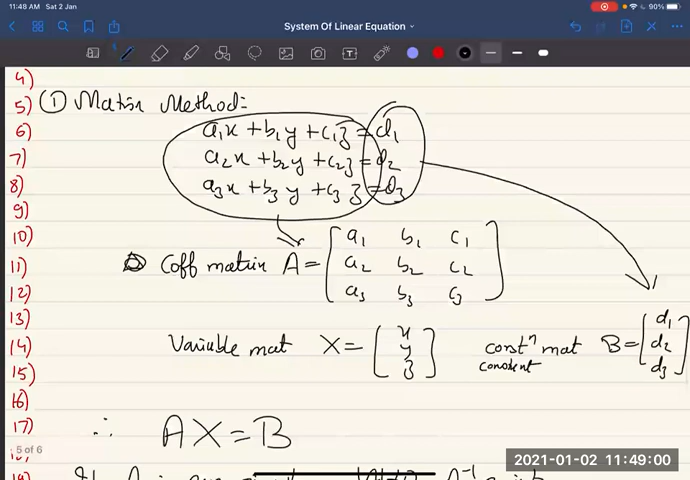 11:48 AM Sat 2 Jan
90%
System Of Linear Equation
4)
5) ① Matrix Method:
6) a₁x + b₁y + c₁z = d₁
7) a₂x + b₂y + c₂z = d₂
8) a₃x + b₃y + c₃z = d₃
9)
10) a₁ b₁ c₁
11) Coff matrix A = a₂ b₂ c₂
12) a₃ b₃ c₃
13) x d₁
14) Variable mat X = y constⁿ mat B = d₂
15) z constent d₃
16)
17) ∴ AX = B
5 of 6
2021-01-02 11:49:00